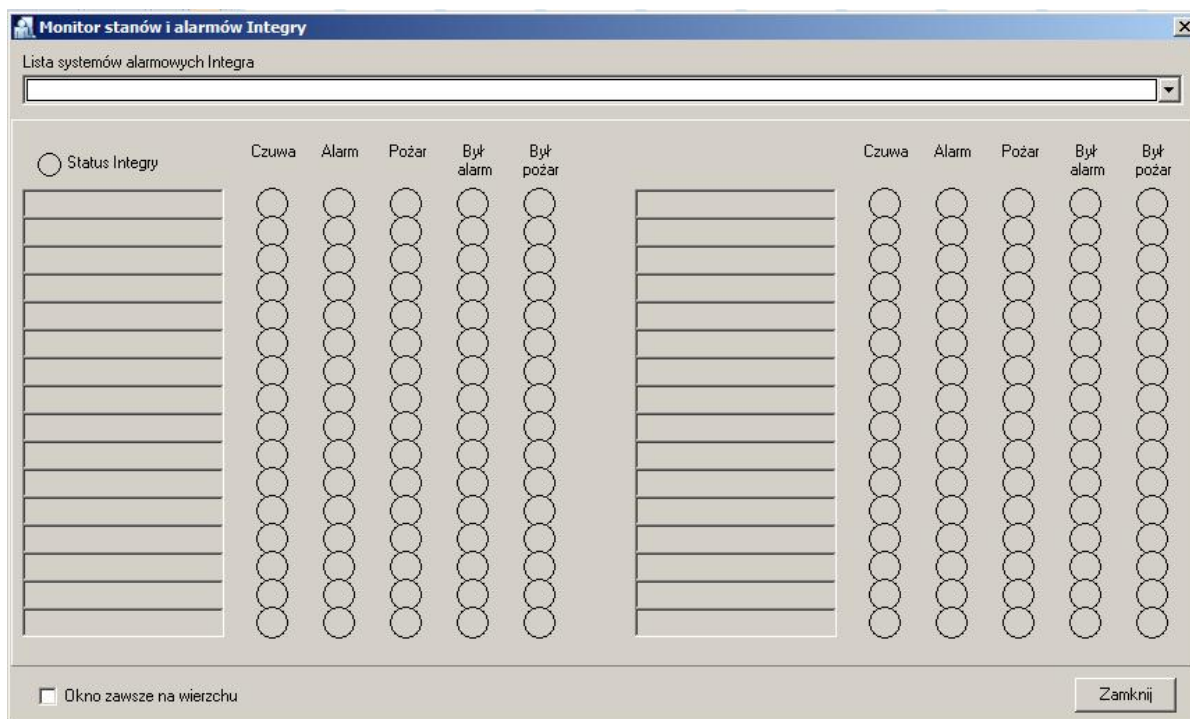 Monitor stanów i alarmów Integry
Lista systemów alarmowych Integra
Status Integry
Czuwa Alarm Pożar Był alarm Był pożar
Czuwa Alarm Pożar Był alarm Był pożar
Okno zawsze na wierzchu
Zamknij